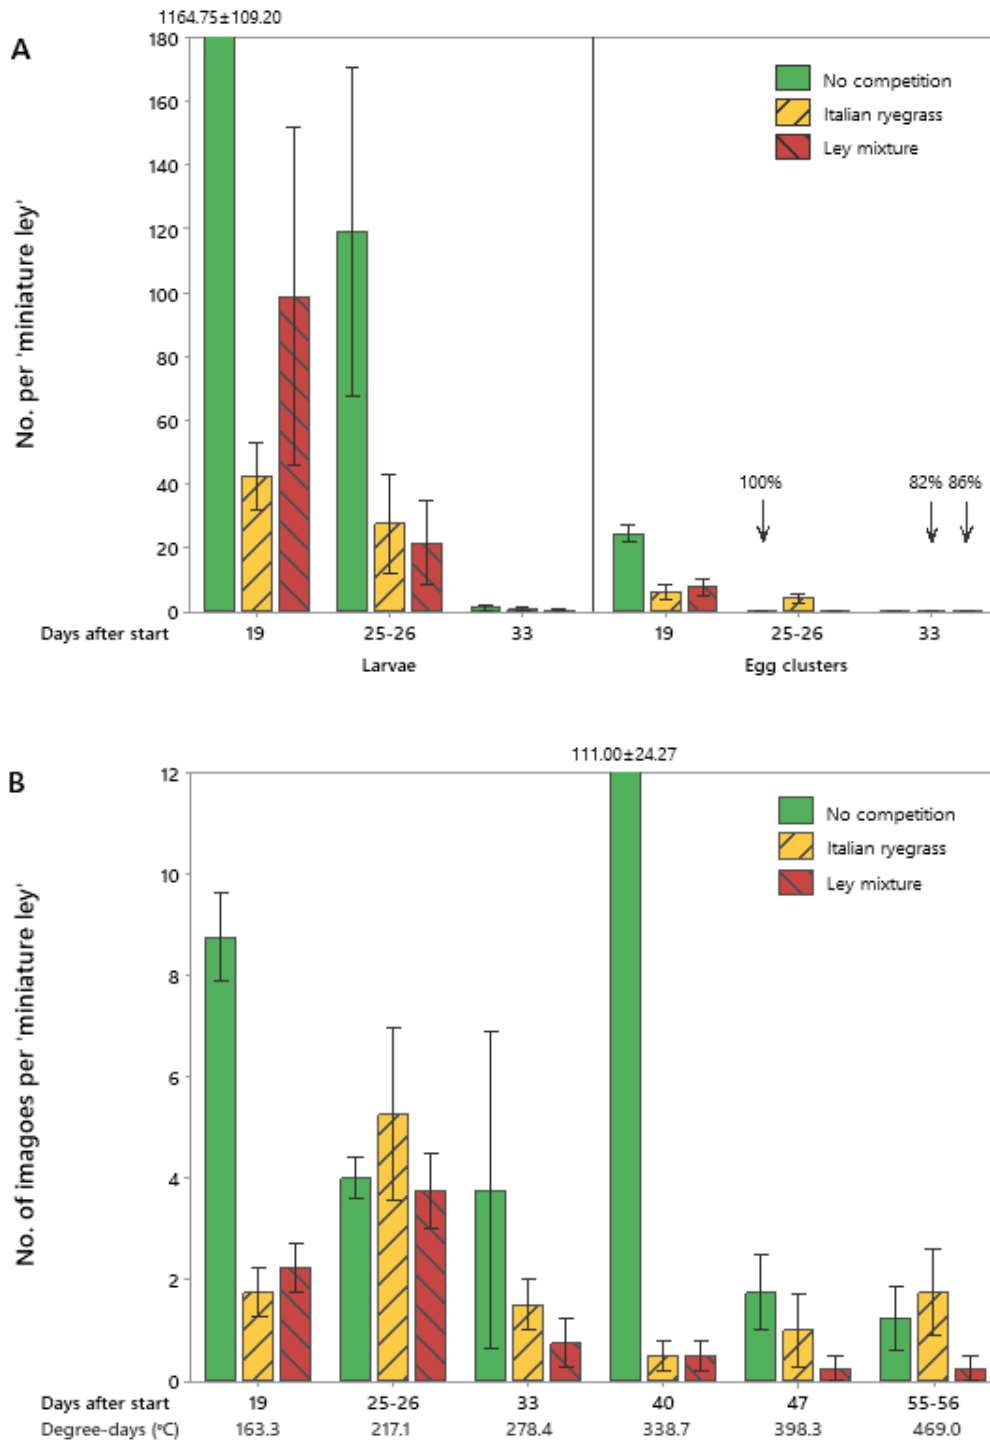 1164.75±109.20
A
180
160
140
120
100
80
60
40
20
0
No. per 'miniature ley'
No competition
Italian ryegrass
Ley mixture
100%
82% 86%
Days after start 19 25-26 33 19 25-26 33
Larvae Egg clusters
111.00±24.27
B
12
10
8
6
4
2
0
No. of imagoes per 'miniature ley'
No competition
Italian ryegrass
Ley mixture
Days after start 19 25-26 33 40 47 55-56
Degree-days (°C) 163.3 217.1 278.4 338.7 398.3 469.0